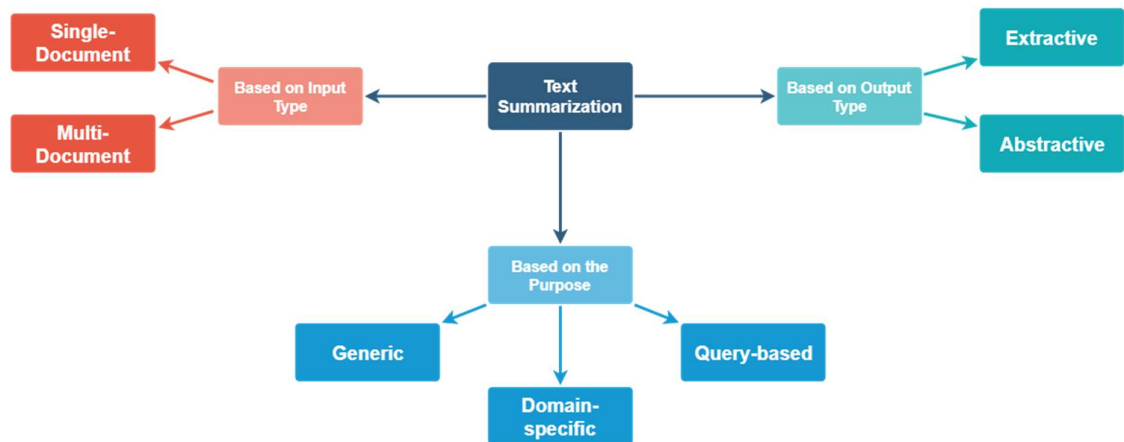 Single-
Document
Based on Input
Type
Multi-
Document
Text
Summarization
Based on Output
Type
Extractive
Abstractive
Based on the
Purpose
Generic
Domain-
specific
Query-based